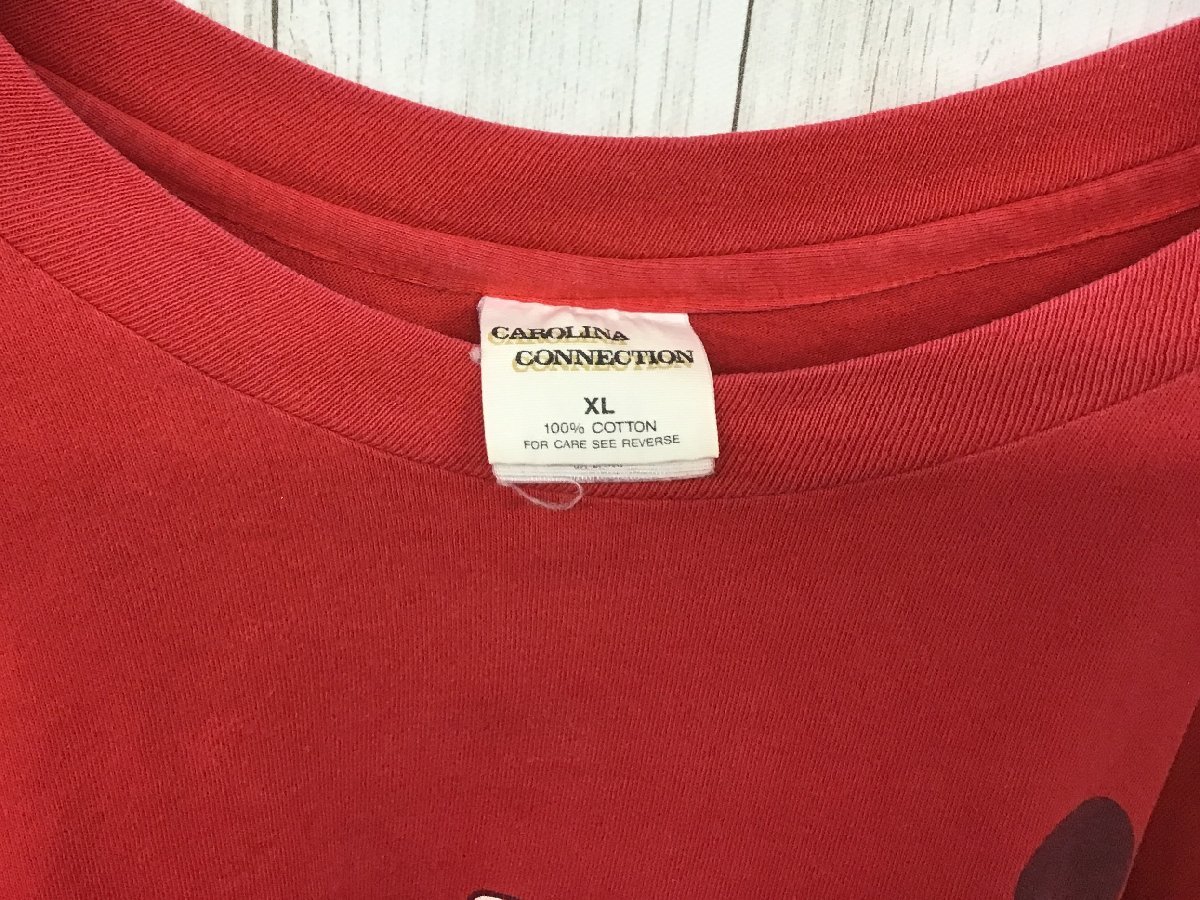 CAROLINA
CONNECTION
XL
100% COTTON
FOR CARE SEE REVERSE